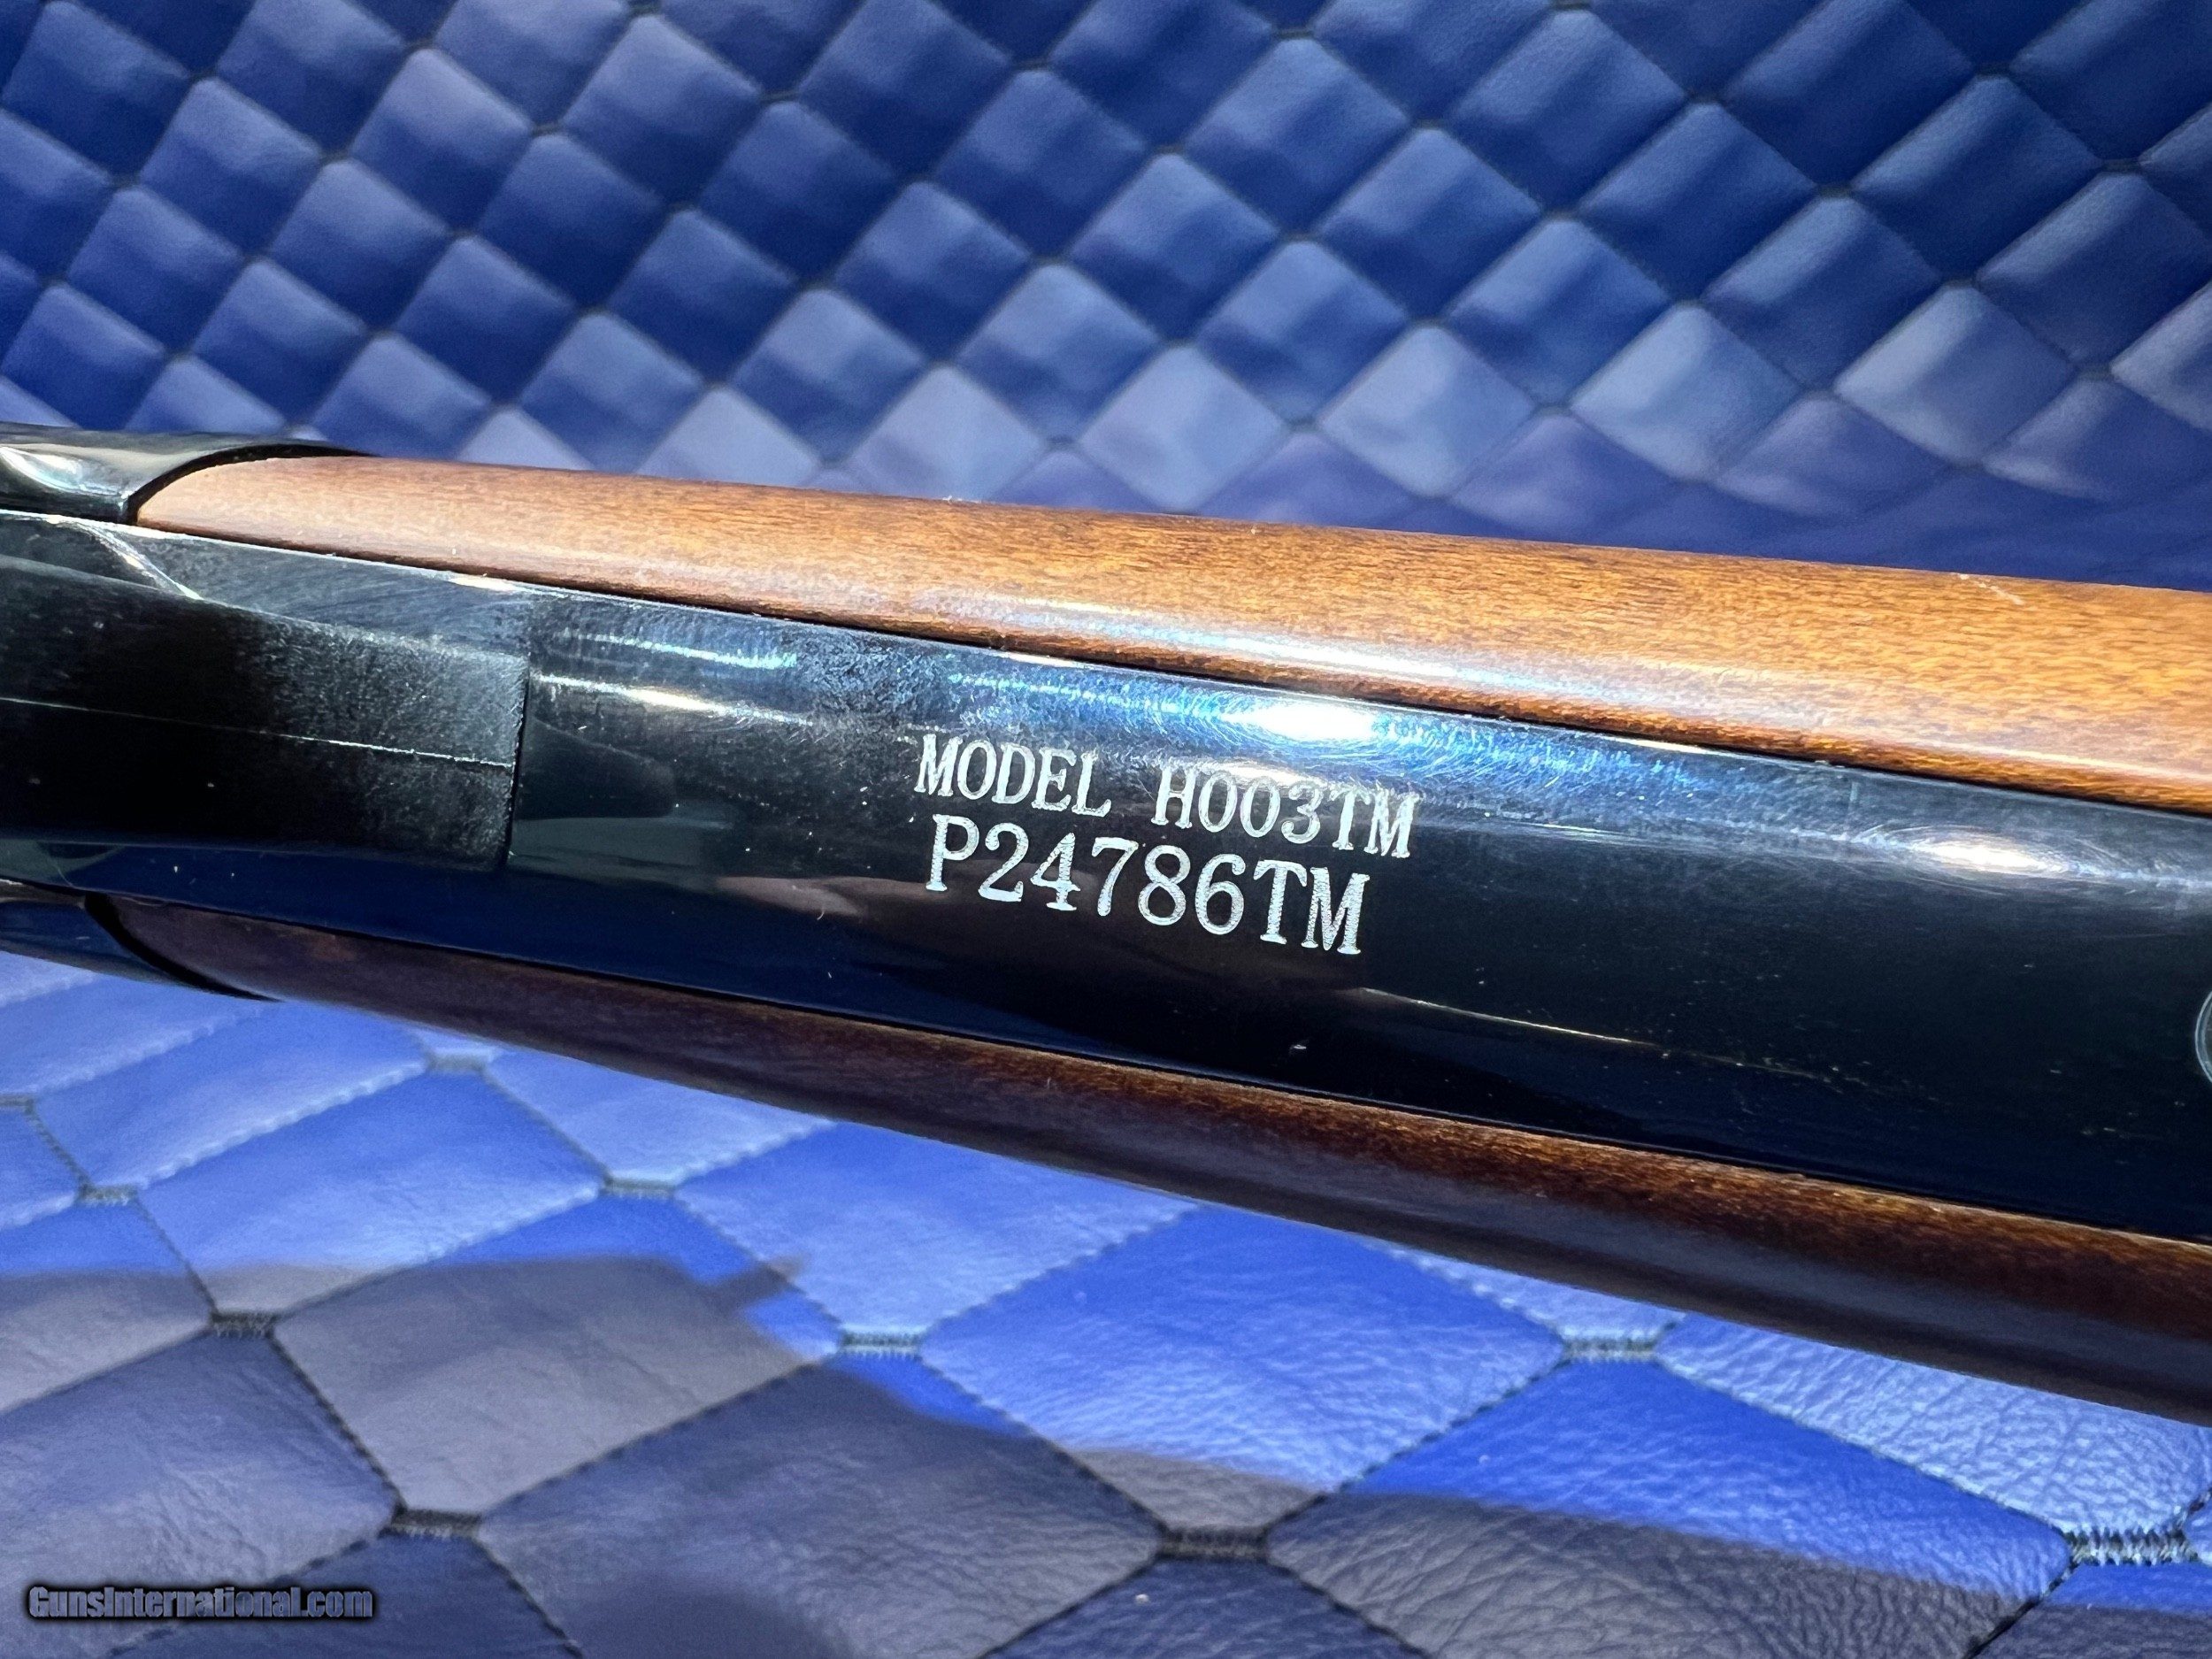 MODEL H003TM
P24786TM
GunsInternational.com